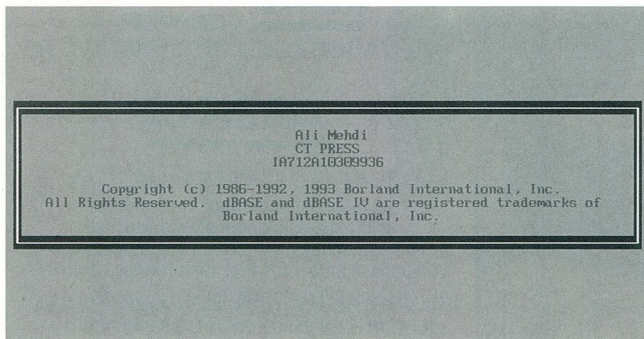 Ali Mehdi
CT PRESS
IA712A10309936
Copyright (c) 1986-1992, 1993 Borland International, Inc.
All Rights Reserved. dBASE and dBASE IV are registered trademarks of
Borland International, Inc.